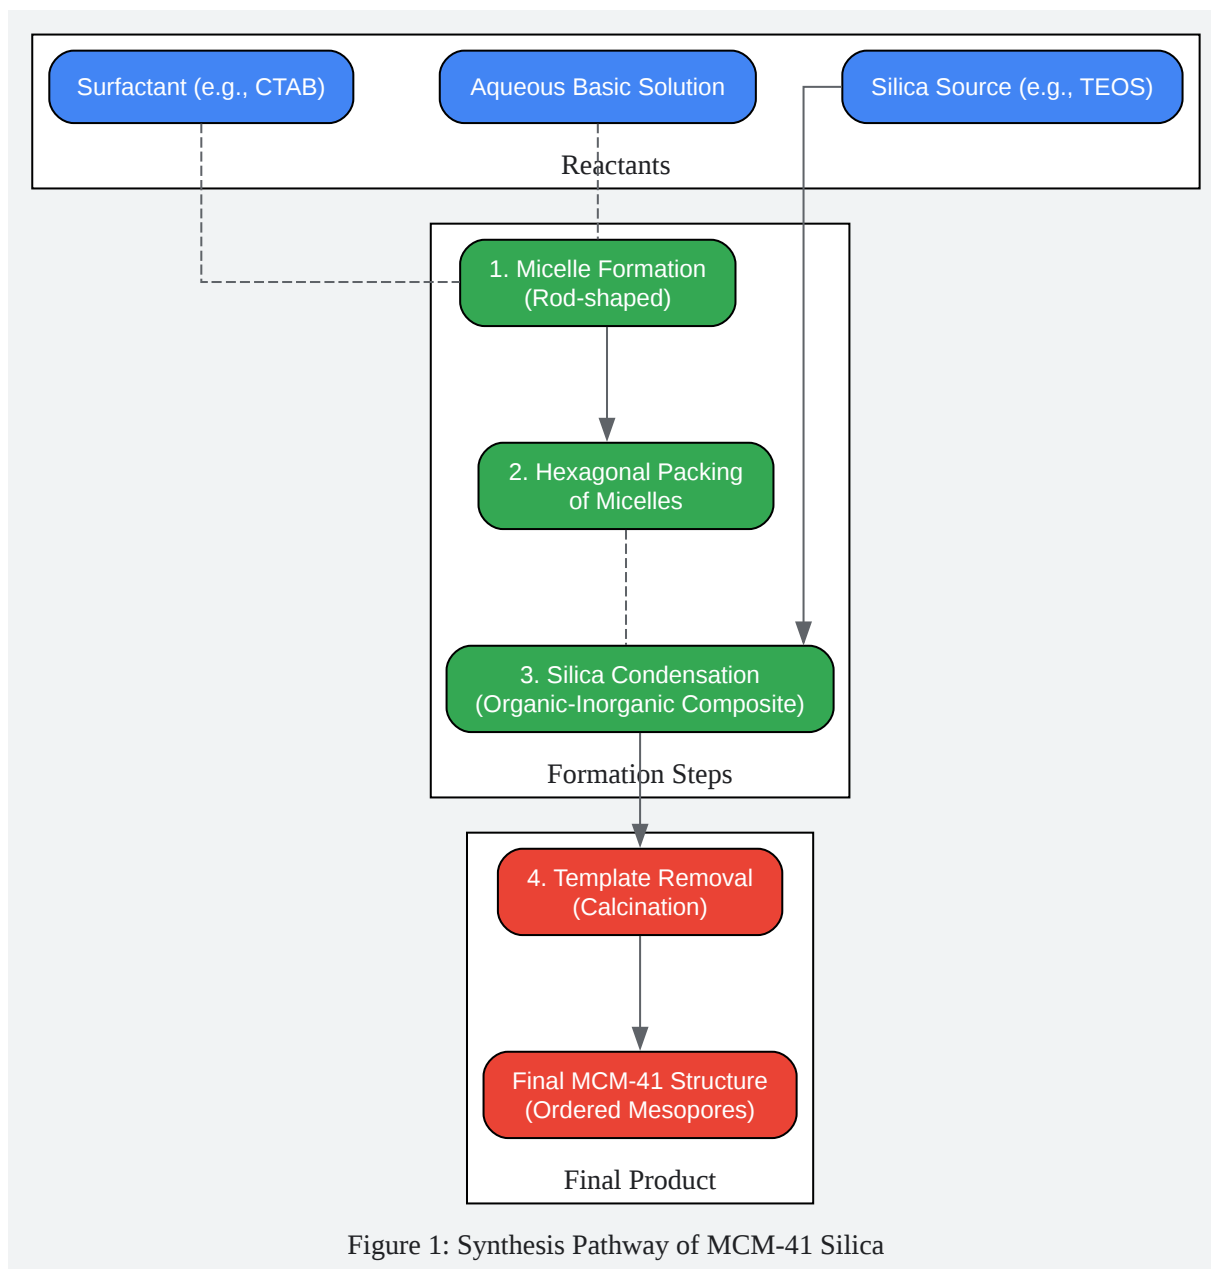 Surfactant (e.g., CTAB)
Aqueous Basic Solution
Silica Source (e.g., TEOS)
Reactants
1. Micelle Formation
(Rod-shaped)
2. Hexagonal Packing
of Micelles
3. Silica Condensation
(Organic-Inorganic Composite)
Formation Steps
4. Template Removal
(Calcination)
Final MCM-41 Structure
(Ordered Mesopores)
Final Product
Figure 1: Synthesis Pathway of MCM-41 Silica